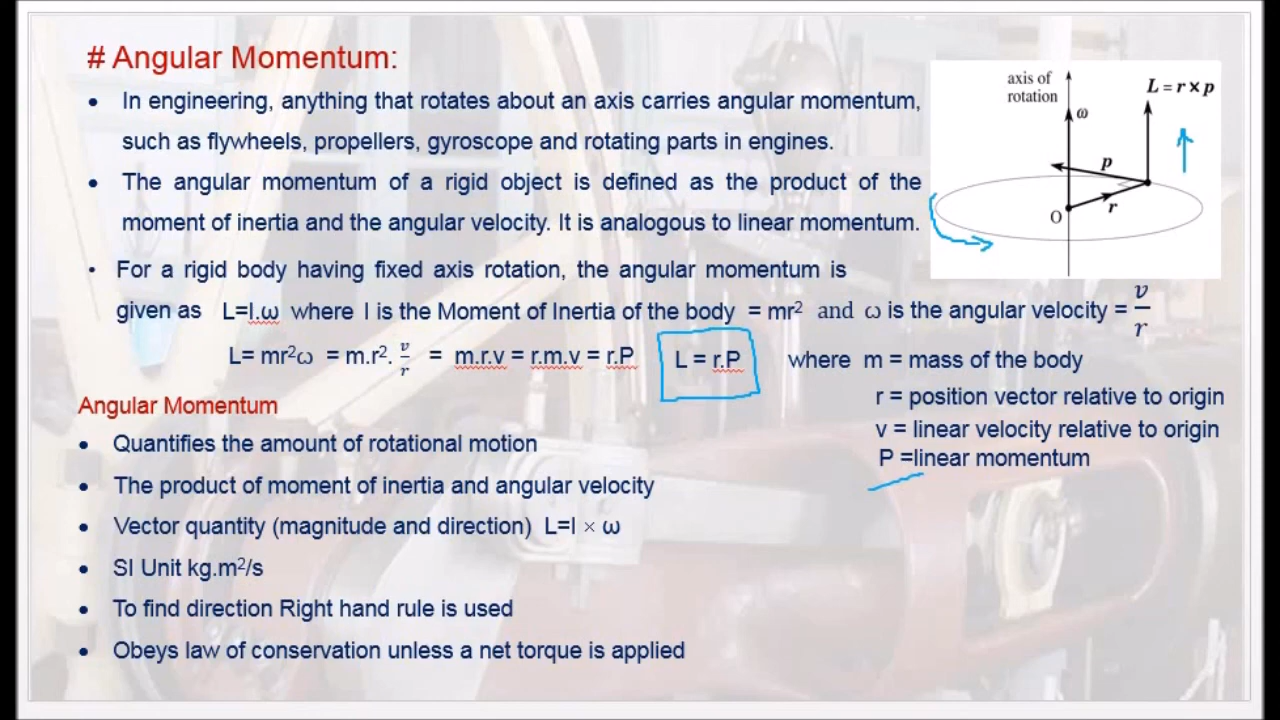 # Angular Momentum:
• In engineering, anything that rotates about an axis carries angular momentum,
such as flywheels, propellers, gyroscope and rotating parts in engines.
• The angular momentum of a rigid object is defined as the product of the
moment of inertia and the angular velocity. It is analogous to linear momentum.
• For a rigid body having fixed axis rotation, the angular momentum is
given as L=I.ω where I is the Moment of Inertia of the body = mr² and ω is the angular velocity = v/r
L= mr²ω = m.r². v/r = m.r.v = r.m.v = r.P L = r.P where m = mass of the body
r = position vector relative to origin
v = linear velocity relative to origin
P =linear momentum
Angular Momentum
• Quantifies the amount of rotational motion
• The product of moment of inertia and angular velocity
• Vector quantity (magnitude and direction) L=I × ω
• SI Unit kg.m²/s
• To find direction Right hand rule is used
• Obeys law of conservation unless a net torque is applied
axis of
rotation
ω
L = r × p
p
r
O